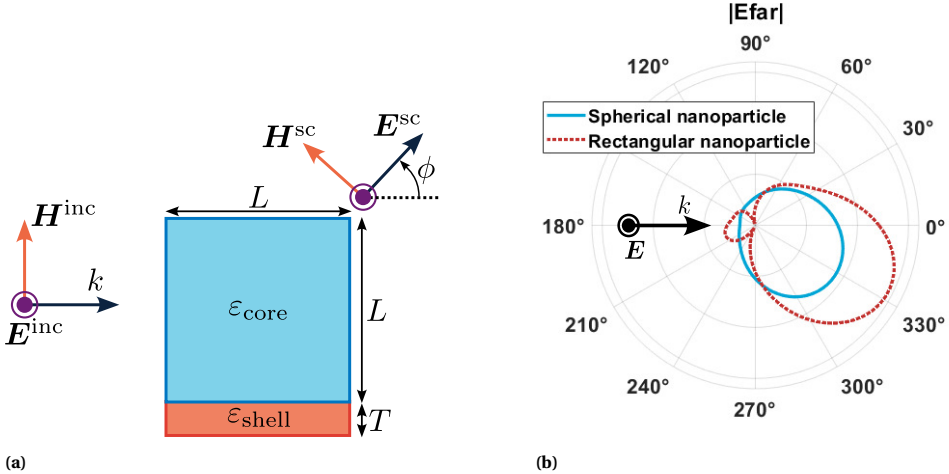 H^sc
E^sc
ϕ
L
H^inc
k
E^inc
ε_core
L
ε_shell
T
(a)
|Efar|
90°
120°
60°
Spherical nanoparticle
Rectangular nanoparticle
30°
k
180°
0°
E
210°
330°
240°
300°
270°
(b)